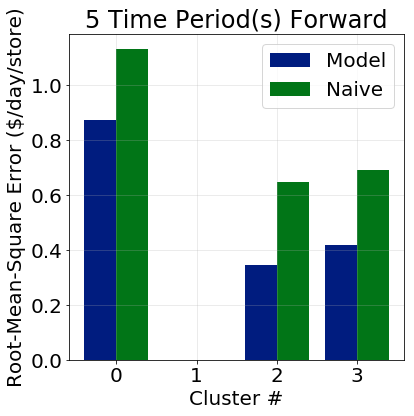 5 Time Period(s) Forward
Root-Mean-Square Error ($/day/store)
1.0
0.8
0.6
0.4
0.2
0.0
Model
Naive
0 1 2 3
Cluster #